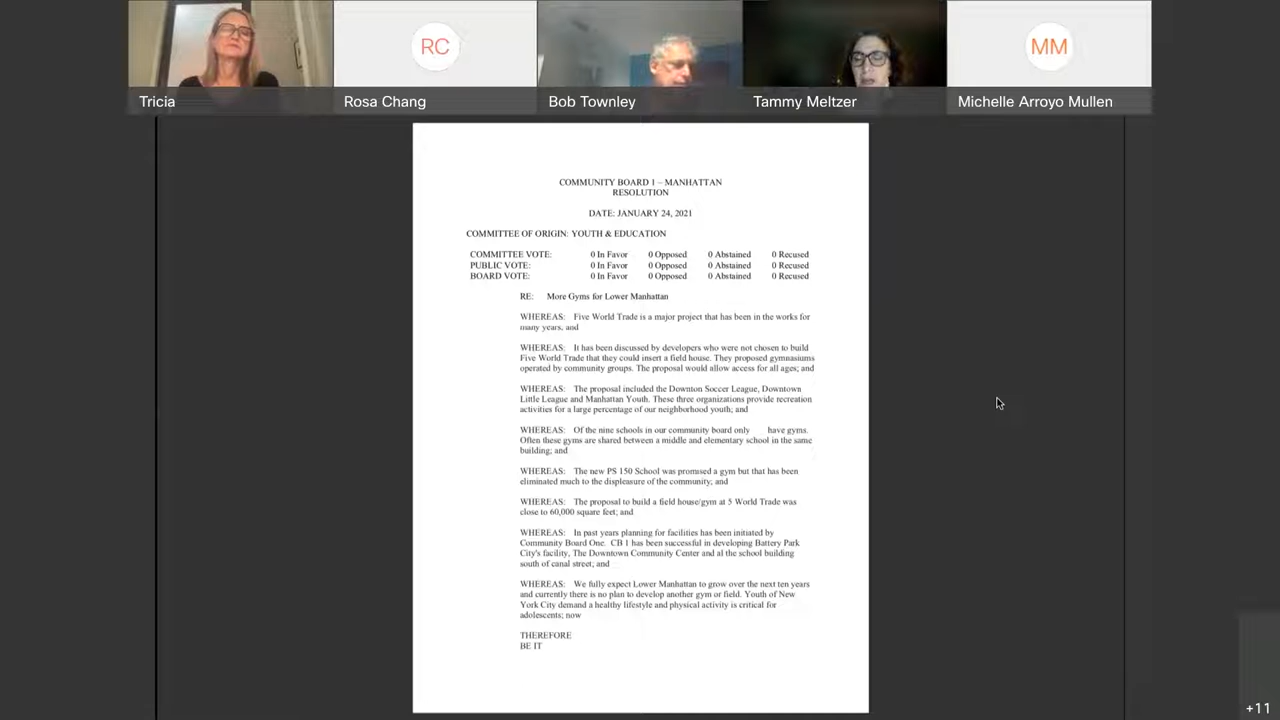 Tricia
RC
Rosa Chang
Bob Townley
Tammy Meltzer
MM
Michelle Arroyo Mullen
COMMUNITY BOARD 1 – MANHATTAN
RESOLUTION
DATE: JANUARY 24, 2021
COMMITTEE OF ORIGIN: YOUTH & EDUCATION
COMMITTEE VOTE: 0 In Favor 0 Opposed 0 Abstained 0 Recused
PUBLIC VOTE: 0 In Favor 0 Opposed 0 Abstained 0 Recused
BOARD VOTE: 0 In Favor 0 Opposed 0 Abstained 0 Recused
RE: More Gyms for Lower Manhattan
WHEREAS: Five World Trade is a major project that has been in the works for
many years, and
WHEREAS: It has been discussed by developers who were not chosen to build
Five World Trade that they could insert a field house. They proposed gymnasiums
operated by community groups. The proposal would allow access for all ages; and
WHEREAS: The proposal included the Downton Soccer League, Downtown
Little League and Manhattan Youth. These three organizations provide recreation
activities for a large percentage of our neighborhood youth; and
WHEREAS: Of the nine schools in our community board only have gyms.
Often these gyms are shared between a middle and elementary school in the same
building; and
WHEREAS: The new PS 150 School was promised a gym but that has been
eliminated much to the displeasure of the community; and
WHEREAS: The proposal to build a field house/gym at 5 World Trade was
close to 60,000 square feet; and
WHEREAS: In past years planning for facilities has been initiated by
Community Board One. CB 1 has been successful in developing Battery Park
City's facility, The Downtown Community Center and al the school building
south of canal street; and
WHEREAS: We fully expect Lower Manhattan to grow over the next ten years
and currently there is no plan to develop another gym or field. Youth of New
York City demand a healthy lifestyle and physical activity is critical for
adolescents; now
THEREFORE
BE IT
+11